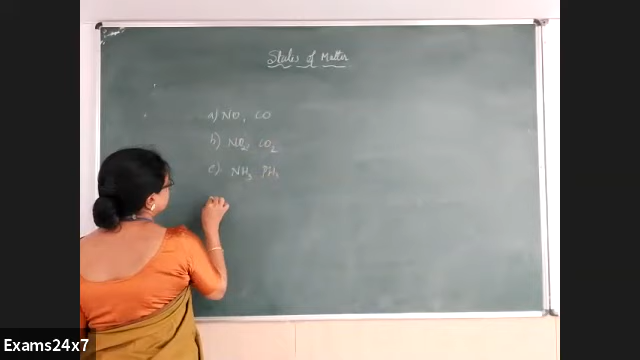 States of Matter
a) NO, CO
b) NO2, CO2
c) NH3 PH3
Exams24x7